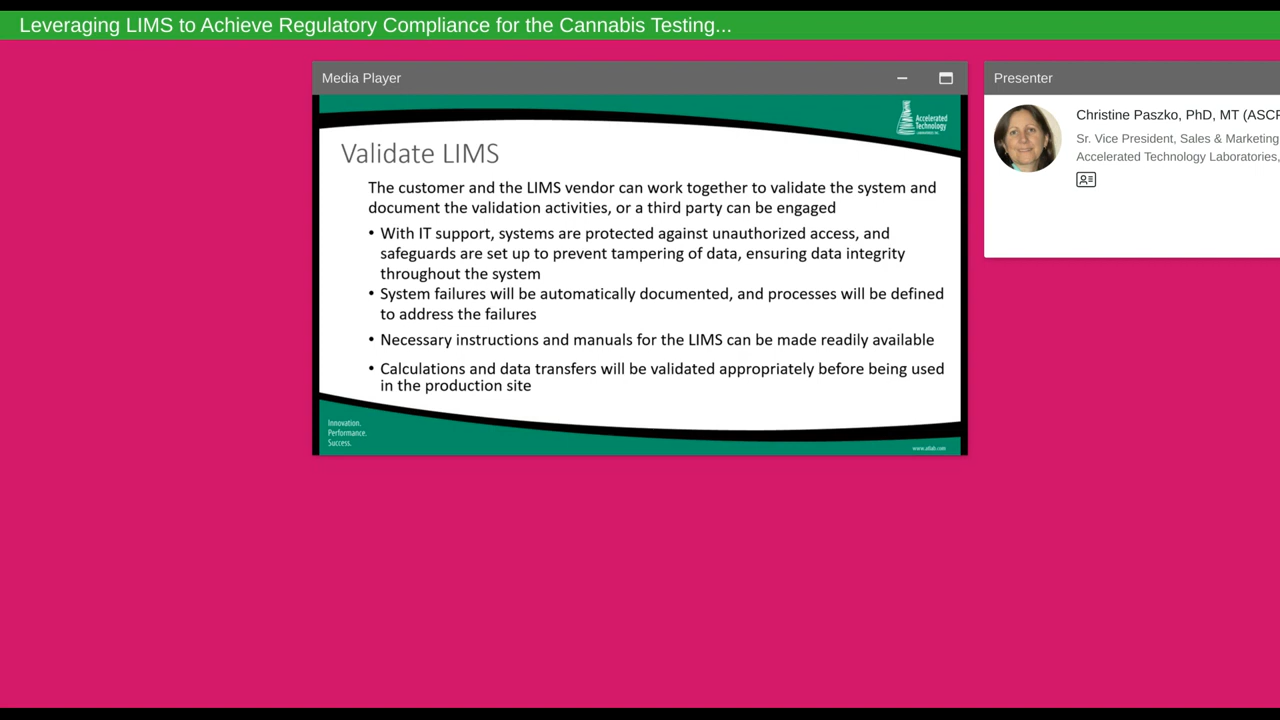 Leveraging LIMS to Achieve Regulatory Compliance for the Cannabis Testing...
Media Player
Presenter
Accelerated
Technology
Validate LIMS
The customer and the LIMS vendor can work together to validate the system and
document the validation activities, or a third party can be engaged
• With IT support, systems are protected against unauthorized access, and
safeguards are set up to prevent tampering of data, ensuring data integrity
throughout the system
• System failures will be automatically documented, and processes will be defined
to address the failures
• Necessary instructions and manuals for the LIMS can be made readily available
• Calculations and data transfers will be validated appropriately before being used
in the production site
Innovation.
Performance.
Success.
www.atlab.com
Christine Paszko, PhD, MT (ASCP
Sr. Vice President, Sales & Marketing
Accelerated Technology Laboratories,